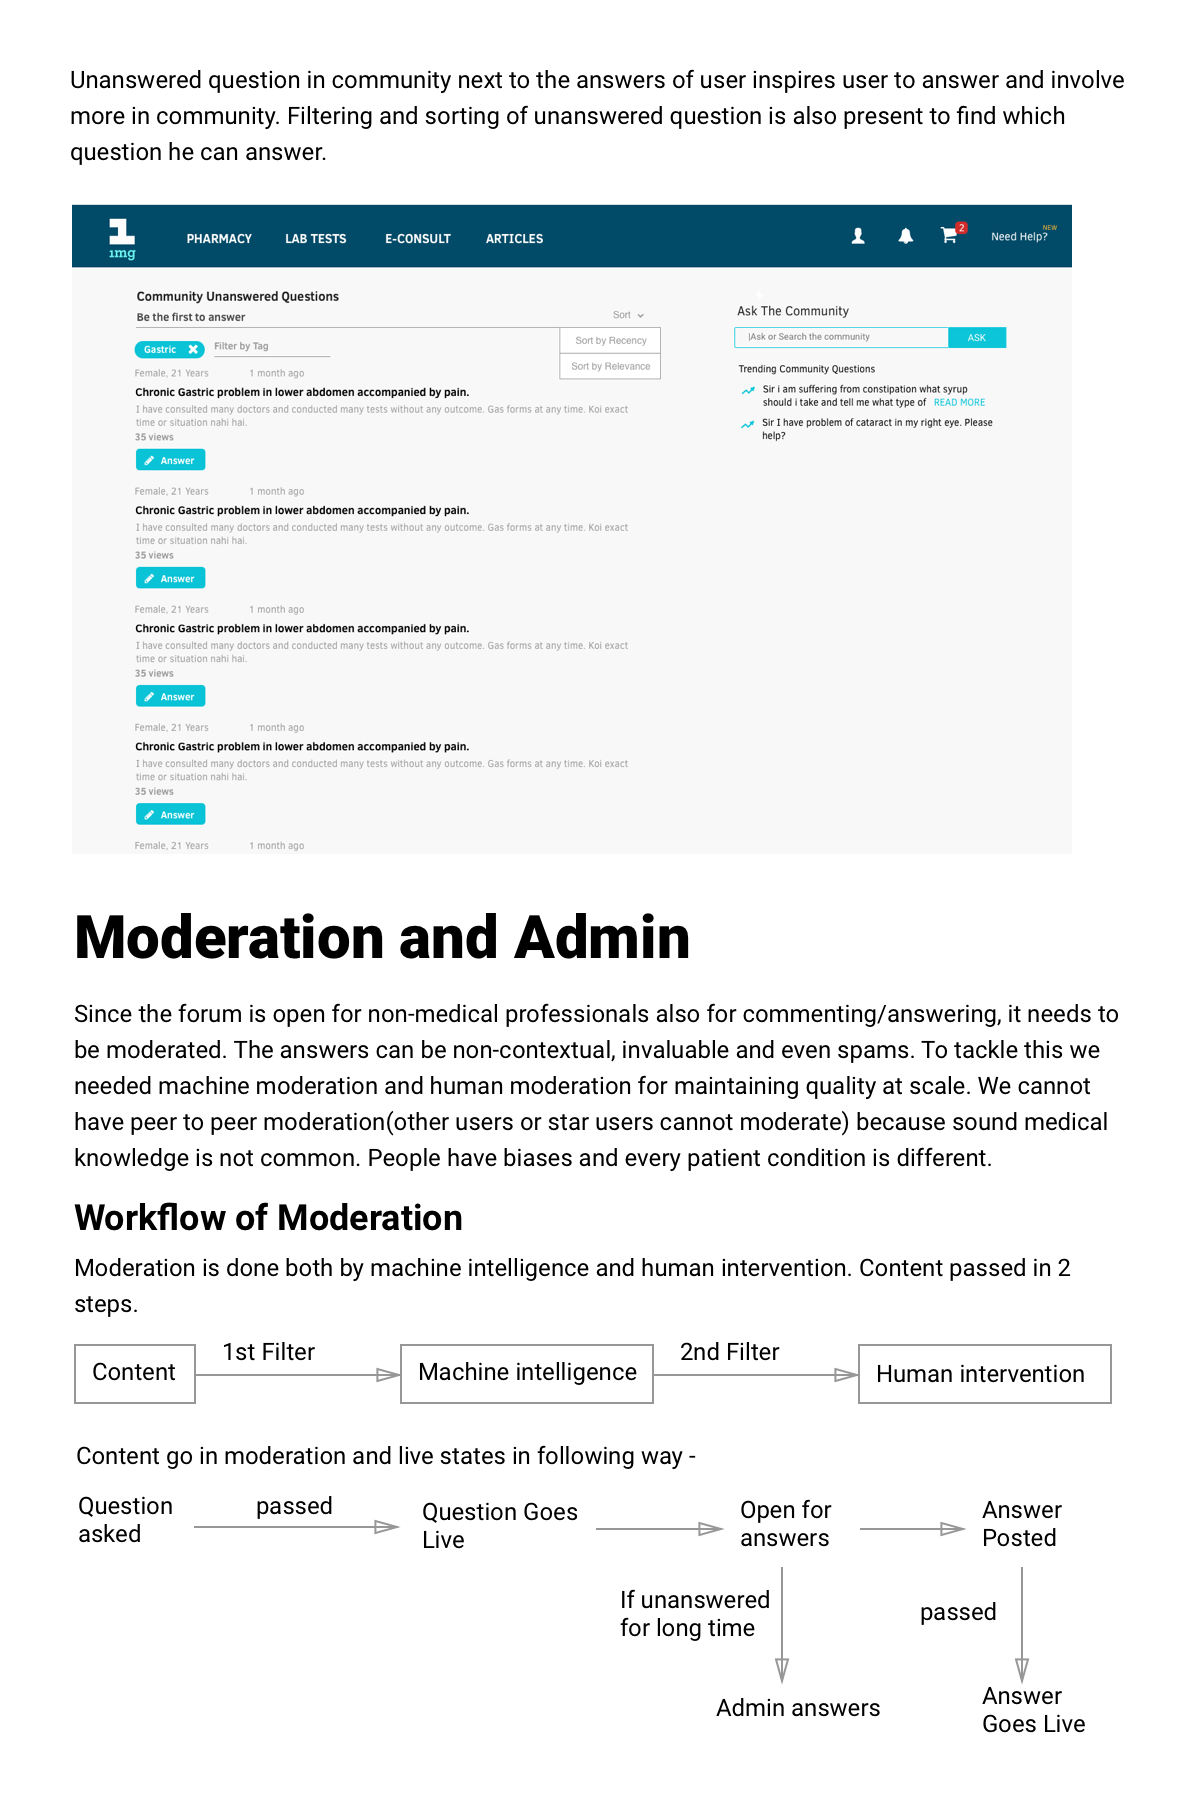 Unanswered question in community next to the answers of user inspires user to answer and involve
more in community. Filtering and sorting of unanswered question is also present to find which
question he can answer.
1mg
PHARMACY LAB TESTS E-CONSULT ARTICLES
2
Need Help?
NEW
Community Unanswered Questions
Be the first to answer
Sort
Sort by Recency
Sort by Relevance
Gastric
Filter by Tag
Female, 21 Years 1 month ago
Chronic Gastric problem in lower abdomen accompanied by pain.
I have consulted many doctors and conducted many tests without any outcome. Gas forms at any time. Koi exact
time or situation nahi hai.
35 views
Answer
Female, 21 Years 1 month ago
Chronic Gastric problem in lower abdomen accompanied by pain.
I have consulted many doctors and conducted many tests without any outcome. Gas forms at any time. Koi exact
time or situation nahi hai.
35 views
Answer
Female, 21 Years 1 month ago
Chronic Gastric problem in lower abdomen accompanied by pain.
I have consulted many doctors and conducted many tests without any outcome. Gas forms at any time. Koi exact
time or situation nahi hai.
35 views
Answer
Female, 21 Years 1 month ago
Chronic Gastric problem in lower abdomen accompanied by pain.
I have consulted many doctors and conducted many tests without any outcome. Gas forms at any time. Koi exact
time or situation nahi hai.
35 views
Answer
Female, 21 Years 1 month ago
Ask The Community
Ask or Search the community
ASK
Trending Community Questions
Sir i am suffering from constipation what syrup
should i take and tell me what type of READ MORE
Sir I have problem of cataract in my right eye. Please
help?
Moderation and Admin
Since the forum is open for non-medical professionals also for commenting/answering, it needs to
be moderated. The answers can be non-contextual, invaluable and even spams. To tackle this we
needed machine moderation and human moderation for maintaining quality at scale. We cannot
have peer to peer moderation(other users or star users cannot moderate) because sound medical
knowledge is not common. People have biases and every patient condition is different.
Workflow of Moderation
Moderation is done both by machine intelligence and human intervention. Content passed in 2
steps.
Content
1st Filter
Machine intelligence
2nd Filter
Human intervention
Content go in moderation and live states in following way -
Question
asked
passed
Question Goes
Live
Open for
answers
Answer
Posted
If unanswered
for long time
passed
Admin answers
Answer
Goes Live